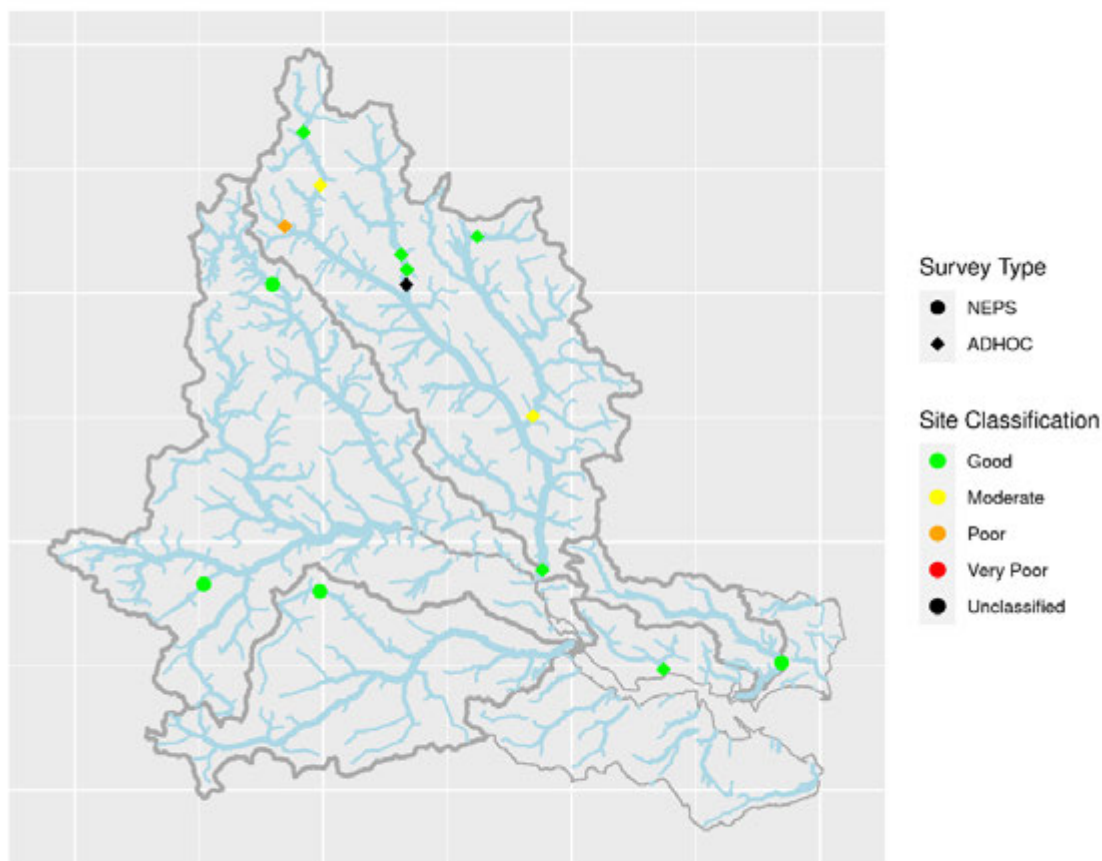 Survey Type
NEPS
ADHOC
Site Classification
Good
Moderate
Poor
Very Poor
Unclassified